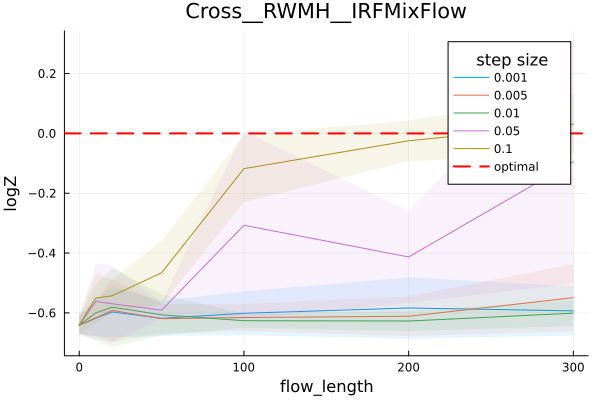 Cross__RWMH__IRFMixFlow
step size
0.001
0.005
0.01
0.05
0.1
optimal
0.2
0.0
−0.2
−0.4
−0.6
logZ
0 100 200 300
flow_length